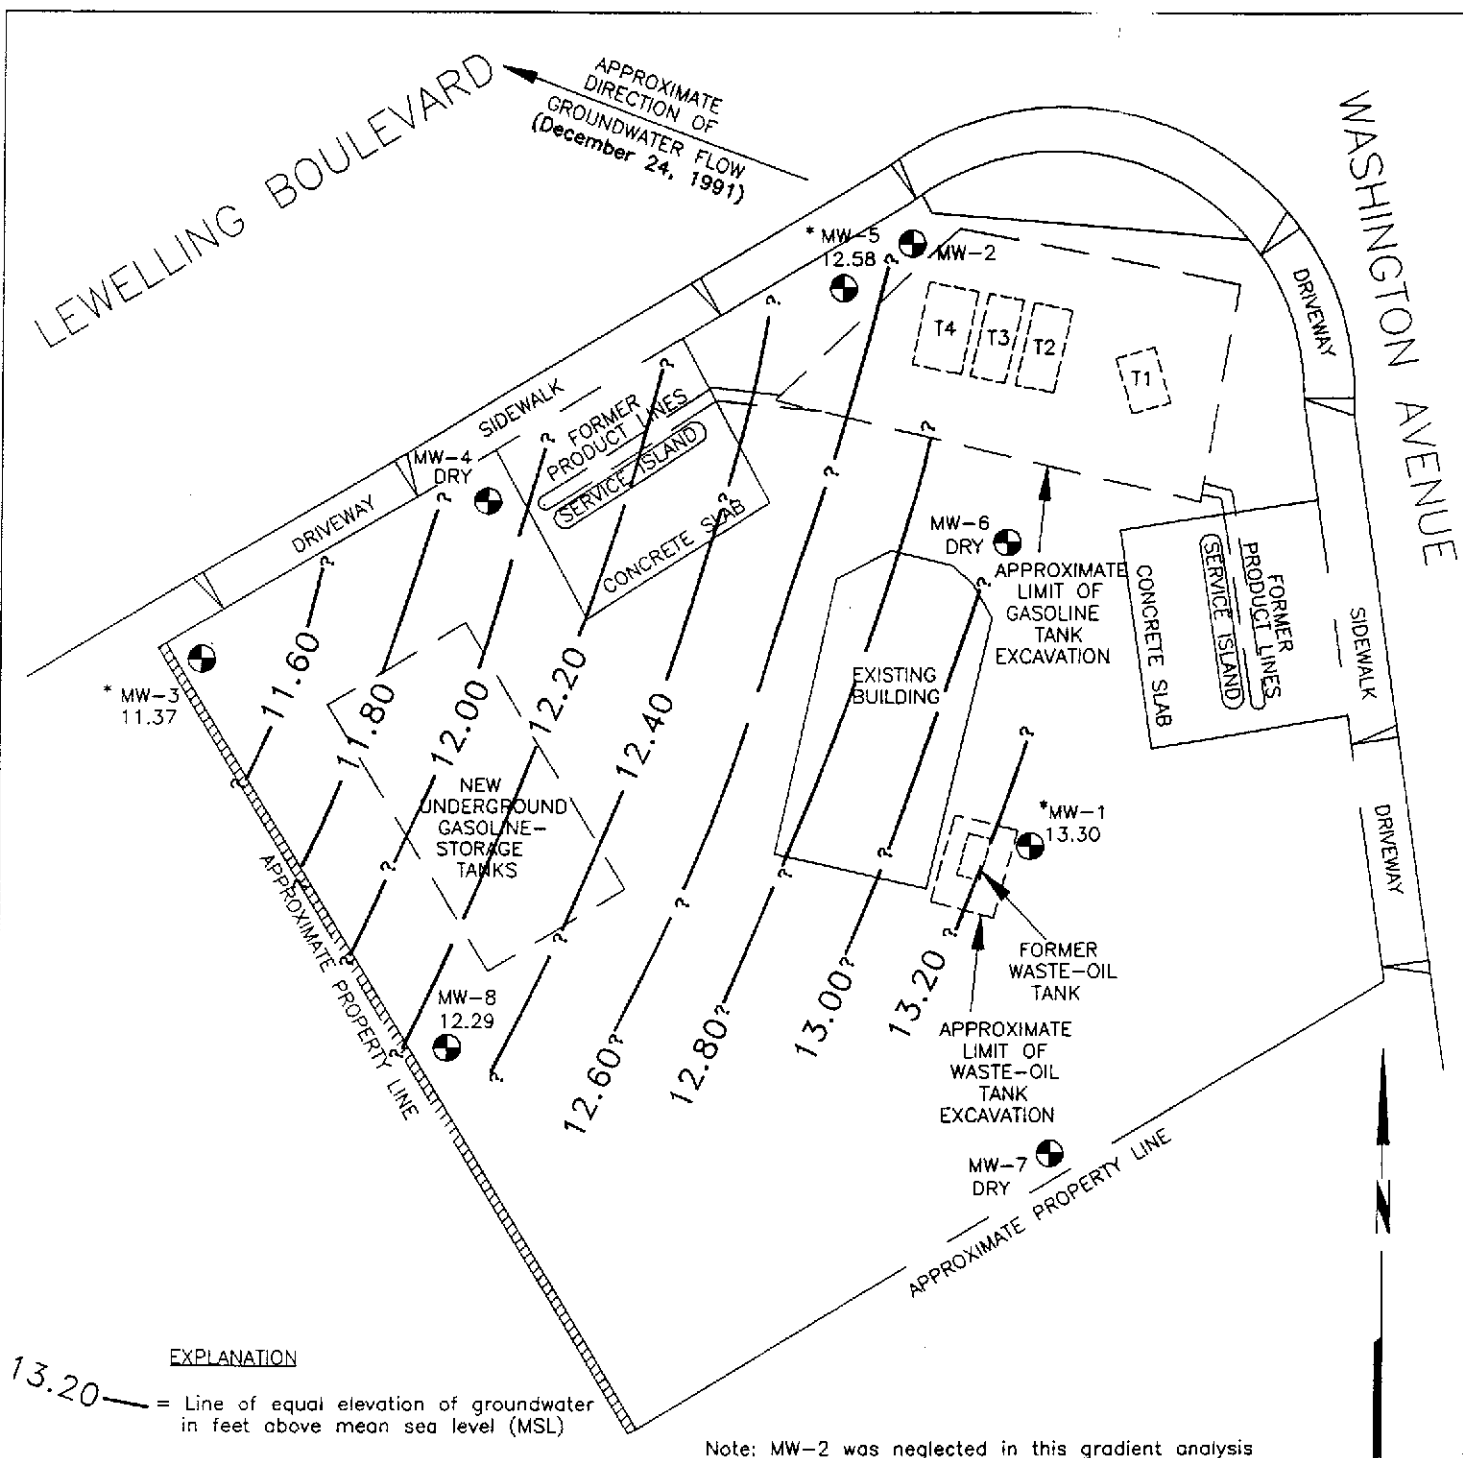 LEWELLING BOULEVARD
APPROXIMATE
DIRECTION OF
GROUNDWATER FLOW
(December 24, 1991)
WASHINGTON AVENUE
* MW-5
12.58
MW-2
DRIVEWAY
T4
T3
T2
T1
SIDEWALK
FORMER
PRODUCT LINES
SERVICE ISLAND
CONCRETE SLAB
MW-4
DRY
DRIVEWAY
MW-6
DRY
APPROXIMATE
LIMIT OF
GASOLINE
TANK
EXCAVATION
FORMER
PRODUCT LINES
SERVICE ISLAND
CONCRETE SLAB
SIDEWALK
* MW-3
11.37
11.60
11.80
12.00
12.20
12.40
EXISTING
BUILDING
NEW
UNDERGROUND
GASOLINE-
STORAGE
TANKS
*MW-1
13.30
DRIVEWAY
APPROXIMATE PROPERTY LINE
MW-8
12.29
12.60
12.80
13.00
13.20
FORMER
WASTE-OIL
TANK
APPROXIMATE
LIMIT OF
WASTE-OIL
TANK
EXCAVATION
MW-7
DRY
APPROXIMATE PROPERTY LINE
N
EXPLANATION
13.20
= Line of equal elevation of groundwater
in feet above mean sea level (MSL)
Note: MW-2 was neglected in this gradient analysis